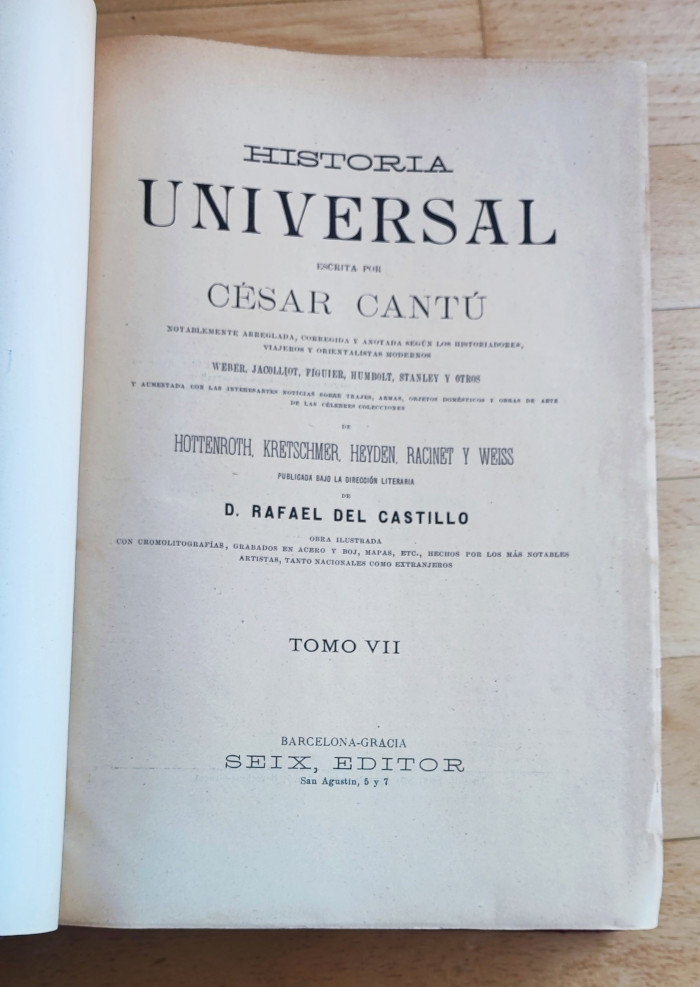 HISTORIA
UNIVERSAL
ESCRITA POR
CÉSAR CANTÚ
NOTABLEMENTE ARREGLADA, CORREGIDA Y ANOTADA SEGÚN LOS HISTORIADORES,
VIAJEROS Y ORIENTALISTAS MODERNOS
WEBER, JACOLLIOT, FIGUIER, HUMBOLT, STANLEY Y OTROS
Y AUMENTADA CON LAS INTERESANTES NOTICIAS SOBRE TRAJES, ARMAS, OBJETOS DOMÉSTICOS Y OBRAS DE ARTE
DE LAS CÉLEBRES COLECCIONES
DE
HOTTENROTH, KRETSCHMER, HEYDEN, RACINET Y WEISS
PUBLICADA BAJO LA DIRECCIÓN LITERARIA
DE
D. RAFAEL DEL CASTILLO
OBRA ILUSTRADA
CON CROMOLITOGRAFÍAS, GRABADOS EN ACERO Y BOJ, MAPAS, ETC., HECHOS POR LOS MÁS NOTABLES
ARTISTAS, TANTO NACIONALES COMO EXTRANJEROS
TOMO VII
BARCELONA-GRACIA
SEIX, EDITOR
San Agustín, 5 y 7